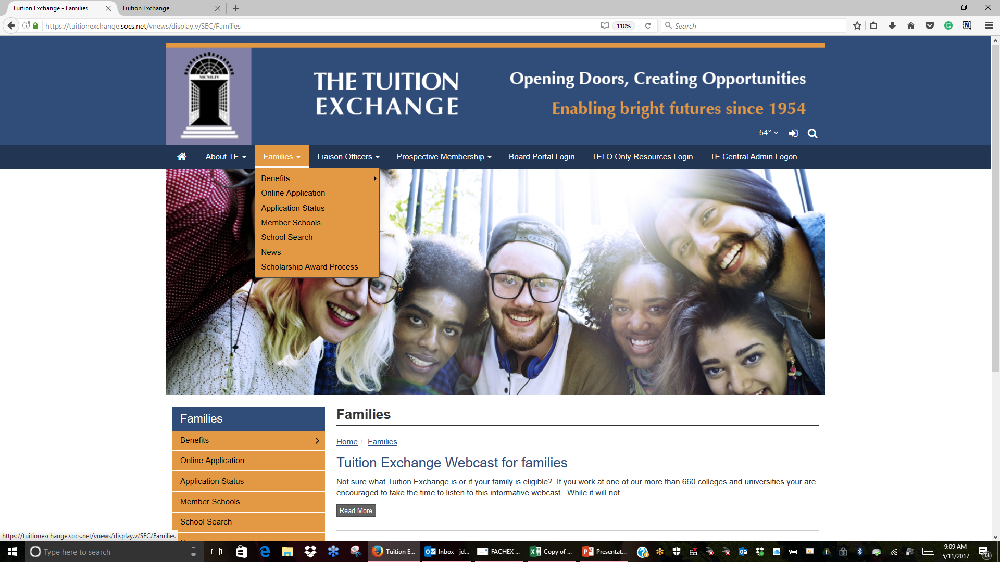 Tuition Exchange - Families
Tuition Exchange
https://tuitionexchange.socs.net/vnews/display.v/SEC/Families
110%
Search
MCMLIV
THE TUITION
EXCHANGE
Opening Doors, Creating Opportunities
Enabling bright futures since 1954
54°
About TE
Families
Liaison Officers
Prospective Membership
Board Portal Login
TELO Only Resources Login
TE Central Admin Logon
Benefits
Online Application
Application Status
Member Schools
School Search
News
Scholarship Award Process
Families
Benefits
Online Application
Application Status
Member Schools
School Search
Families
Home / Families
Tuition Exchange Webcast for families
Not sure what Tuition Exchange is or if your family is eligible?  If you work at one of our more than 660 colleges and universities your are
encouraged to take the time to listen to this informative webcast.  While it will not . . .
Read More
https://tuitionexchange.socs.net/vnews/display.v/SEC/Families
Type here to search
Tuition E...
Inbox - jd...
FACHEX ...
Copy of ...
Presentat...
9:09 AM
5/11/2017
13